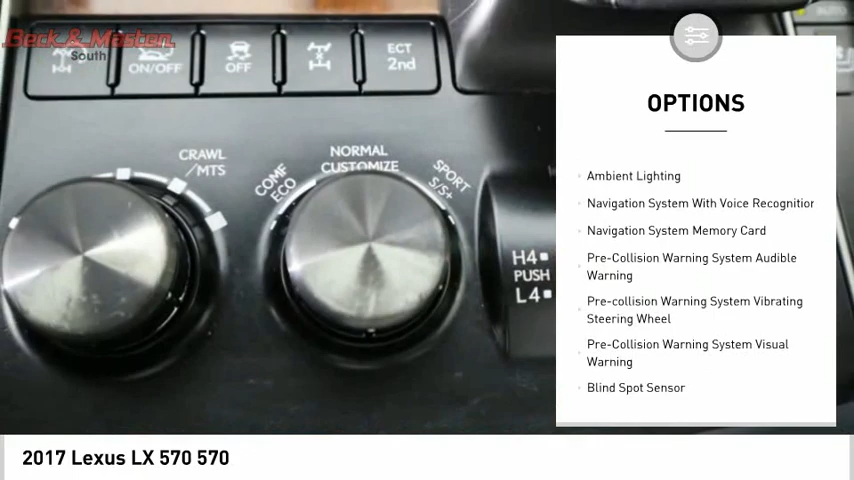 Beck & Masten
South
ON/OFF
OFF
ECT
2nd
CRAWL
/MTS
NORMAL
CUSTOMIZE
COMF
ECO
SPORT
S/S+
H4
PUSH
L4
OPTIONS
Ambient Lighting
Navigation System With Voice Recognition
Navigation System Memory Card
Pre-Collision Warning System Audible
Warning
Pre-collision Warning System Vibrating
Steering Wheel
Pre-Collision Warning System Visual
Warning
Blind Spot Sensor
2017 Lexus LX 570 570